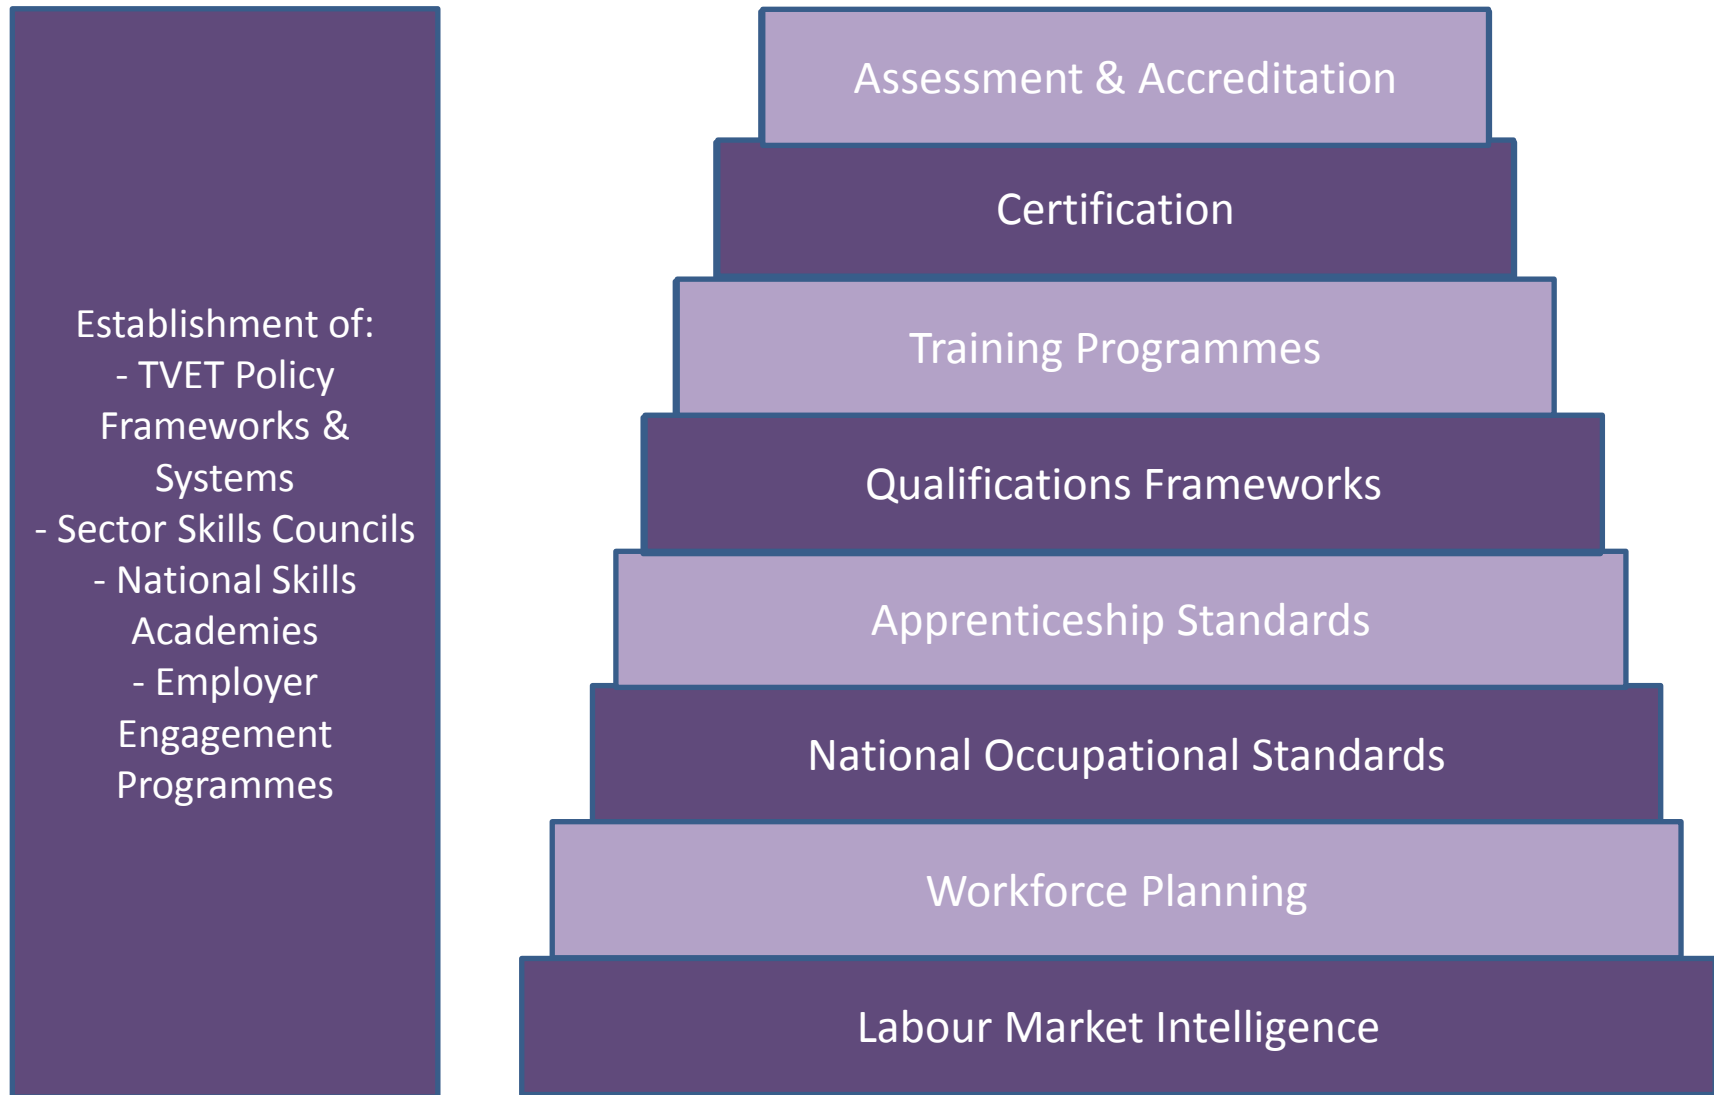 Establishment of:
- TVET Policy
Frameworks &
Systems
- Sector Skills Councils
- National Skills
Academies
- Employer
Engagement
Programmes
Assessment & Accreditation
Certification
Training Programmes
Qualifications Frameworks
Apprenticeship Standards
National Occupational Standards
Workforce Planning
Labour Market Intelligence